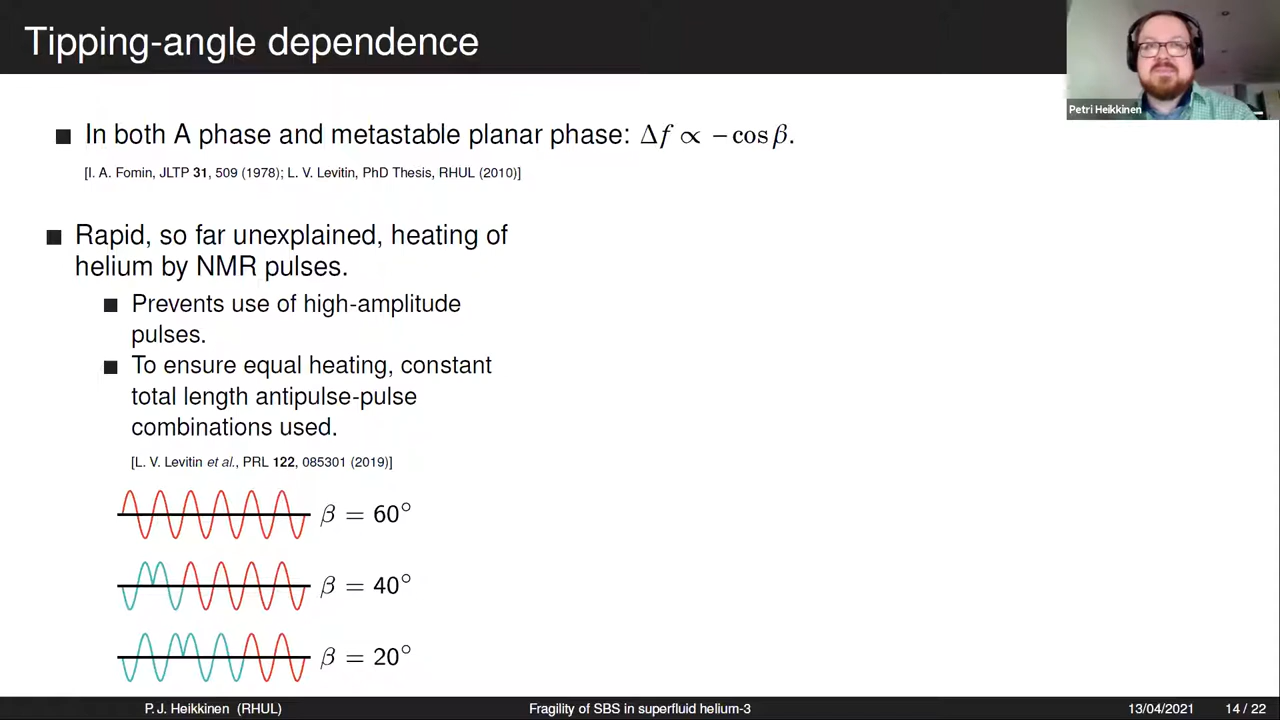 Tipping-angle dependence
Petri Heikkinen
■ In both A phase and metastable planar phase: Δf ∝ − cos β.
[I. A. Fomin, JLTP 31, 509 (1978); L. V. Levitin, PhD Thesis, RHUL (2010)]
■ Rapid, so far unexplained, heating of
helium by NMR pulses.
■ Prevents use of high-amplitude
pulses.
■ To ensure equal heating, constant
total length antipulse-pulse
combinations used.
[L. V. Levitin et al., PRL 122, 085301 (2019)]
β = 60°
β = 40°
β = 20°
P. J. Heikkinen (RHUL) Fragility of SBS in superfluid helium-3 13/04/2021 14 / 22